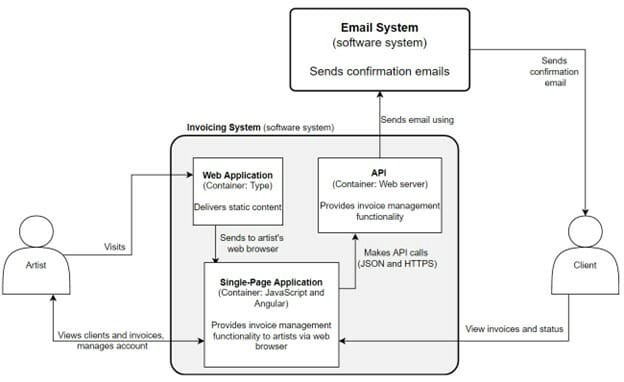 Email System
(software system)
Sends confirmation emails
Sends
confirmation
email
Sends email using
Invoicing System (software system)
Web Application
(Container: Type)
Delivers static content
API
(Container: Web server)
Provides invoice management
functionality
Visits
Sends to artist's
web browser
Makes API calls
(JSON and HTTPS)
Artist
Client
Single-Page Application
(Container: JavaScript and
Angular)
Provides invoice management
functionality to artists via web
browser
Views clients and invoices,
manages account
View invoices and status